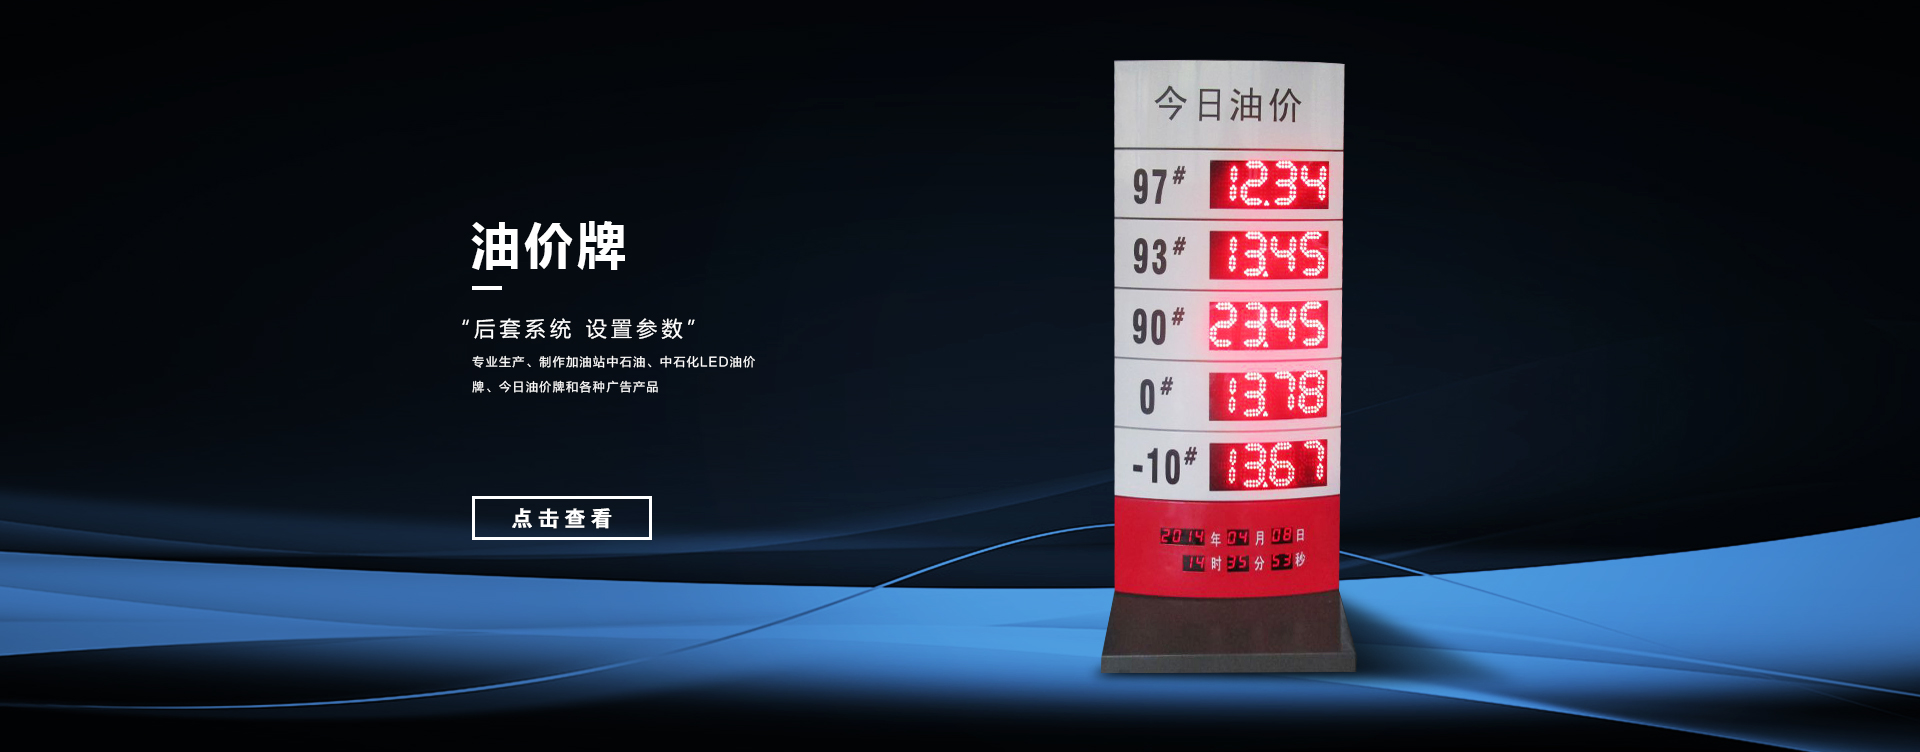 油价牌
“后套系统 设置参数”
专业生产、制作加油站中石油、中石化LED油价
牌、今日油价牌和各种广告产品
点击查看
今日油价
97# 12.34
93# 13.45
90# 23.45
0# 13.78
-10# 13.67
2014年04月08日
14时35分53秒